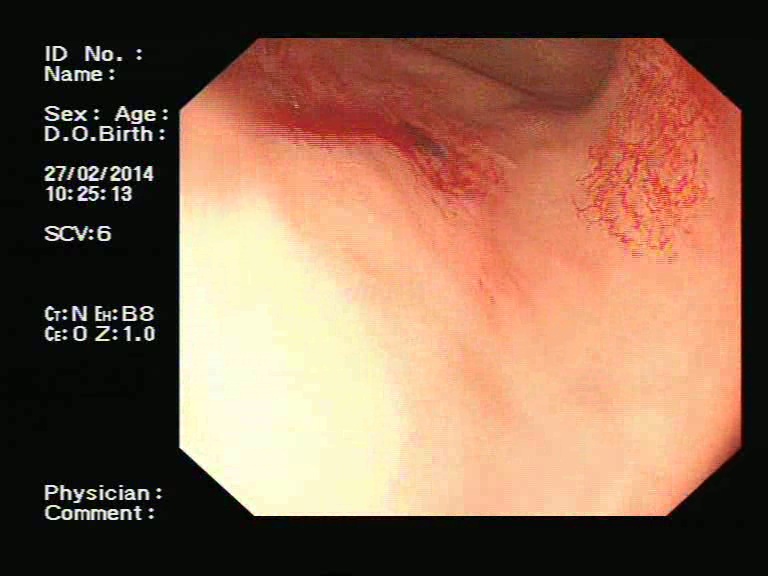 ID No. :
Name:
Sex: Age:
D.O.Birth:
27/02/2014
10:25:13
SCV:6
CT:N EH:B8
CE:0 Z:1.0
Physician:
Comment: